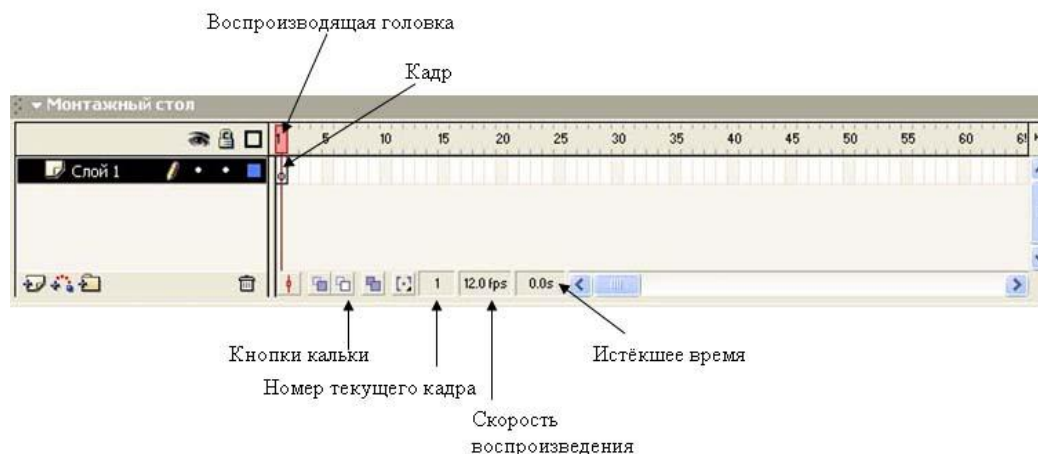 Воспроизводящая головка
Кадр
Монтажный стол
1 5 10 15 20 25 30 35 40 45 50 55 60 65
Слой 1
1 12.0 fps 0.0s
Кнопки кальки
Истёкшее время
Номер текущего кадра
Скорость
воспроизведения